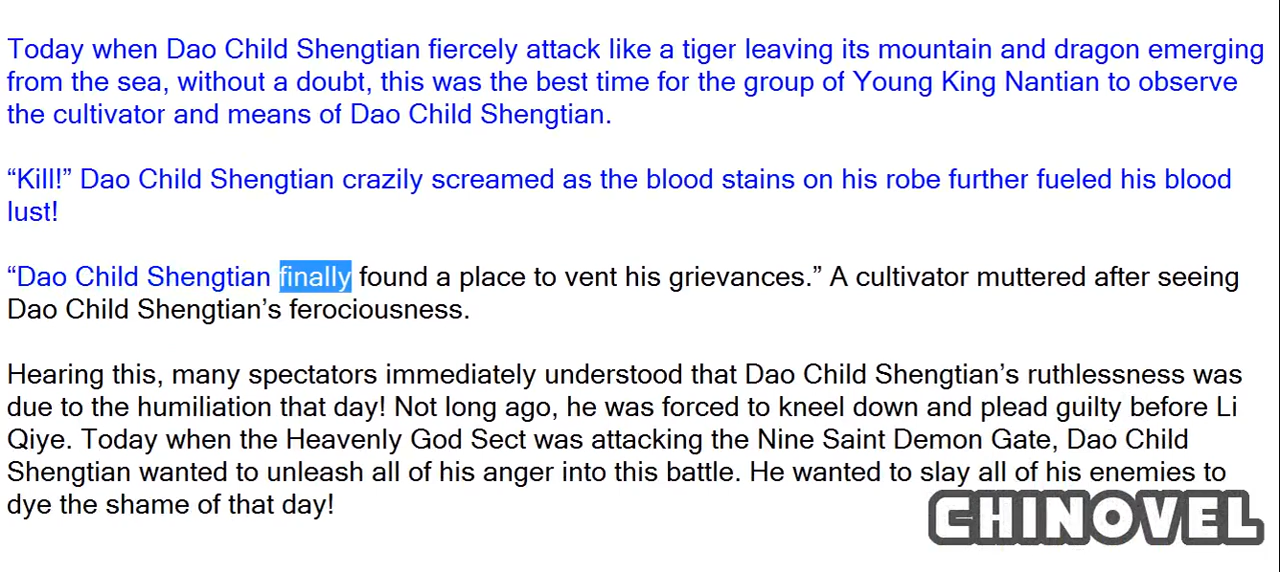 Today when Dao Child Shengtian fiercely attack like a tiger leaving its mountain and dragon emerging
from the sea, without a doubt, this was the best time for the group of Young King Nantian to observe
the cultivator and means of Dao Child Shengtian.
“Kill!” Dao Child Shengtian crazily screamed as the blood stains on his robe further fueled his blood
lust!
“Dao Child Shengtian finally found a place to vent his grievances.” A cultivator muttered after seeing
Dao Child Shengtian’s ferociousness.
Hearing this, many spectators immediately understood that Dao Child Shengtian’s ruthlessness was
due to the humiliation that day! Not long ago, he was forced to kneel down and plead guilty before Li
Qiye. Today when the Heavenly God Sect was attacking the Nine Saint Demon Gate, Dao Child
Shengtian wanted to unleash all of his anger into this battle. He wanted to slay all of his enemies to
dye the shame of that day!
CHINOVEL